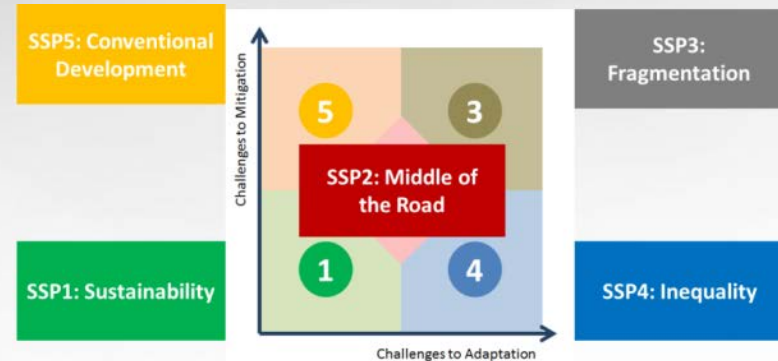 SSP5: Conventional
Development
Challenges to Mitigation
5
3
SSP3:
Fragmentation
SSP2: Middle of
the Road
SSP1: Sustainability
1
4
SSP4: Inequality
Challenges to Adaptation